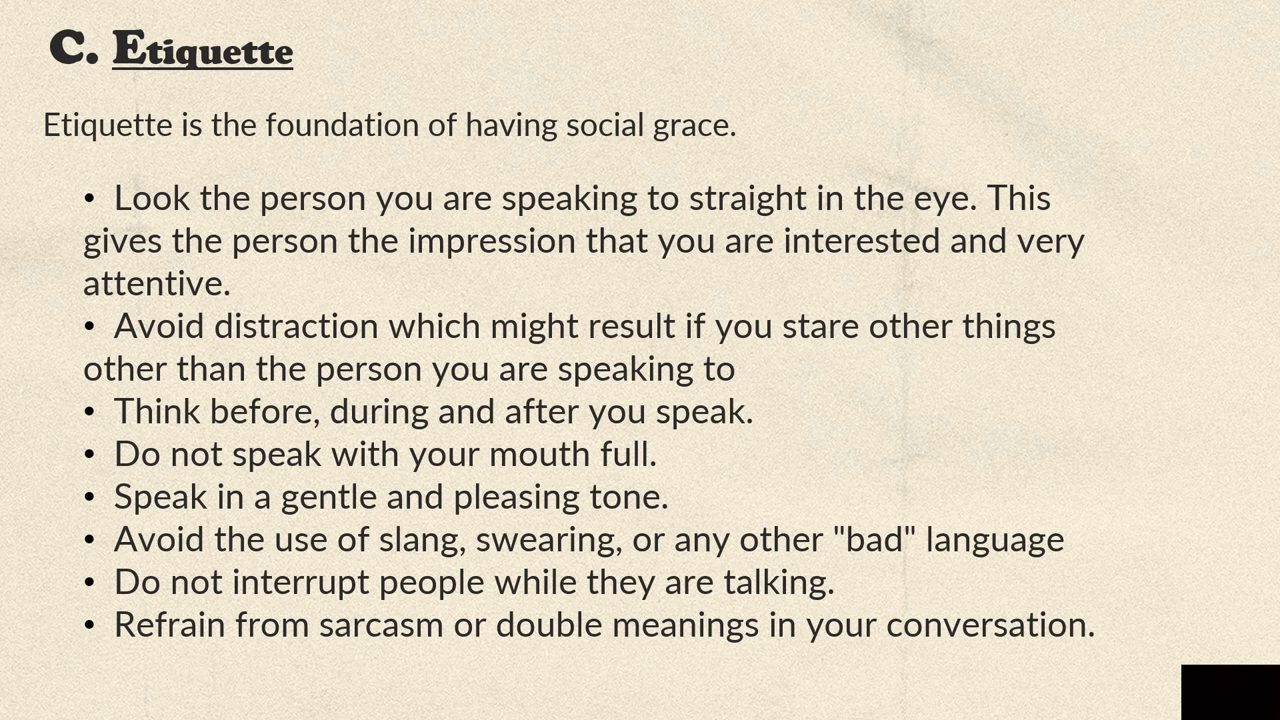 C. Etiquette
Etiquette is the foundation of having social grace.
• Look the person you are speaking to straight in the eye. This
gives the person the impression that you are interested and very
attentive.
• Avoid distraction which might result if you stare other things
other than the person you are speaking to
• Think before, during and after you speak.
• Do not speak with your mouth full.
• Speak in a gentle and pleasing tone.
• Avoid the use of slang, swearing, or any other "bad" language
• Do not interrupt people while they are talking.
• Refrain from sarcasm or double meanings in your conversation.